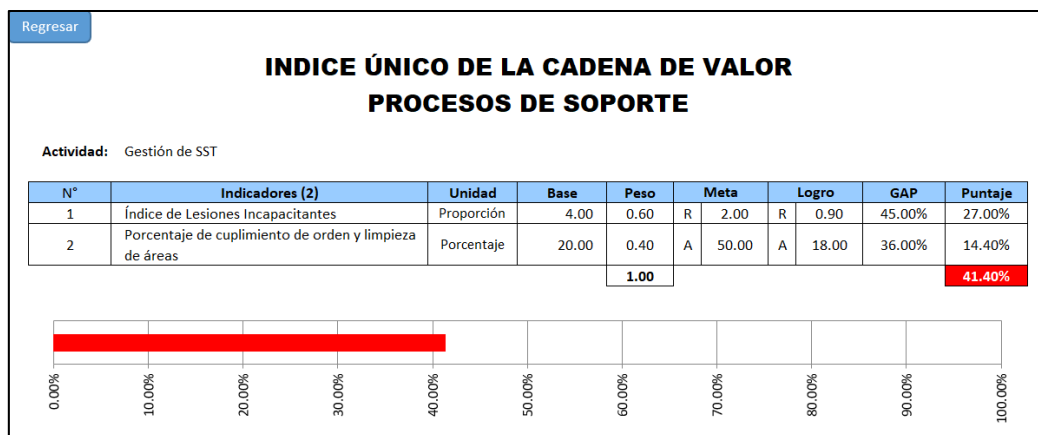 Regresar
INDICE ÚNICO DE LA CADENA DE VALOR
PROCESOS DE SOPORTE
Actividad: Gestión de SST
N° Indicadores (2) Unidad Base Peso Meta Logro GAP Puntaje
1 Índice de Lesiones Incapacitantes Proporción 4.00 0.60 R 2.00 R 0.90 45.00% 27.00%
2 Porcentaje de cuplimiento de orden y limpieza de áreas Porcentaje 20.00 0.40 A 50.00 A 18.00 36.00% 14.40%
1.00 41.40%
0.00% 10.00% 20.00% 30.00% 40.00% 50.00% 60.00% 70.00% 80.00% 90.00% 100.00%